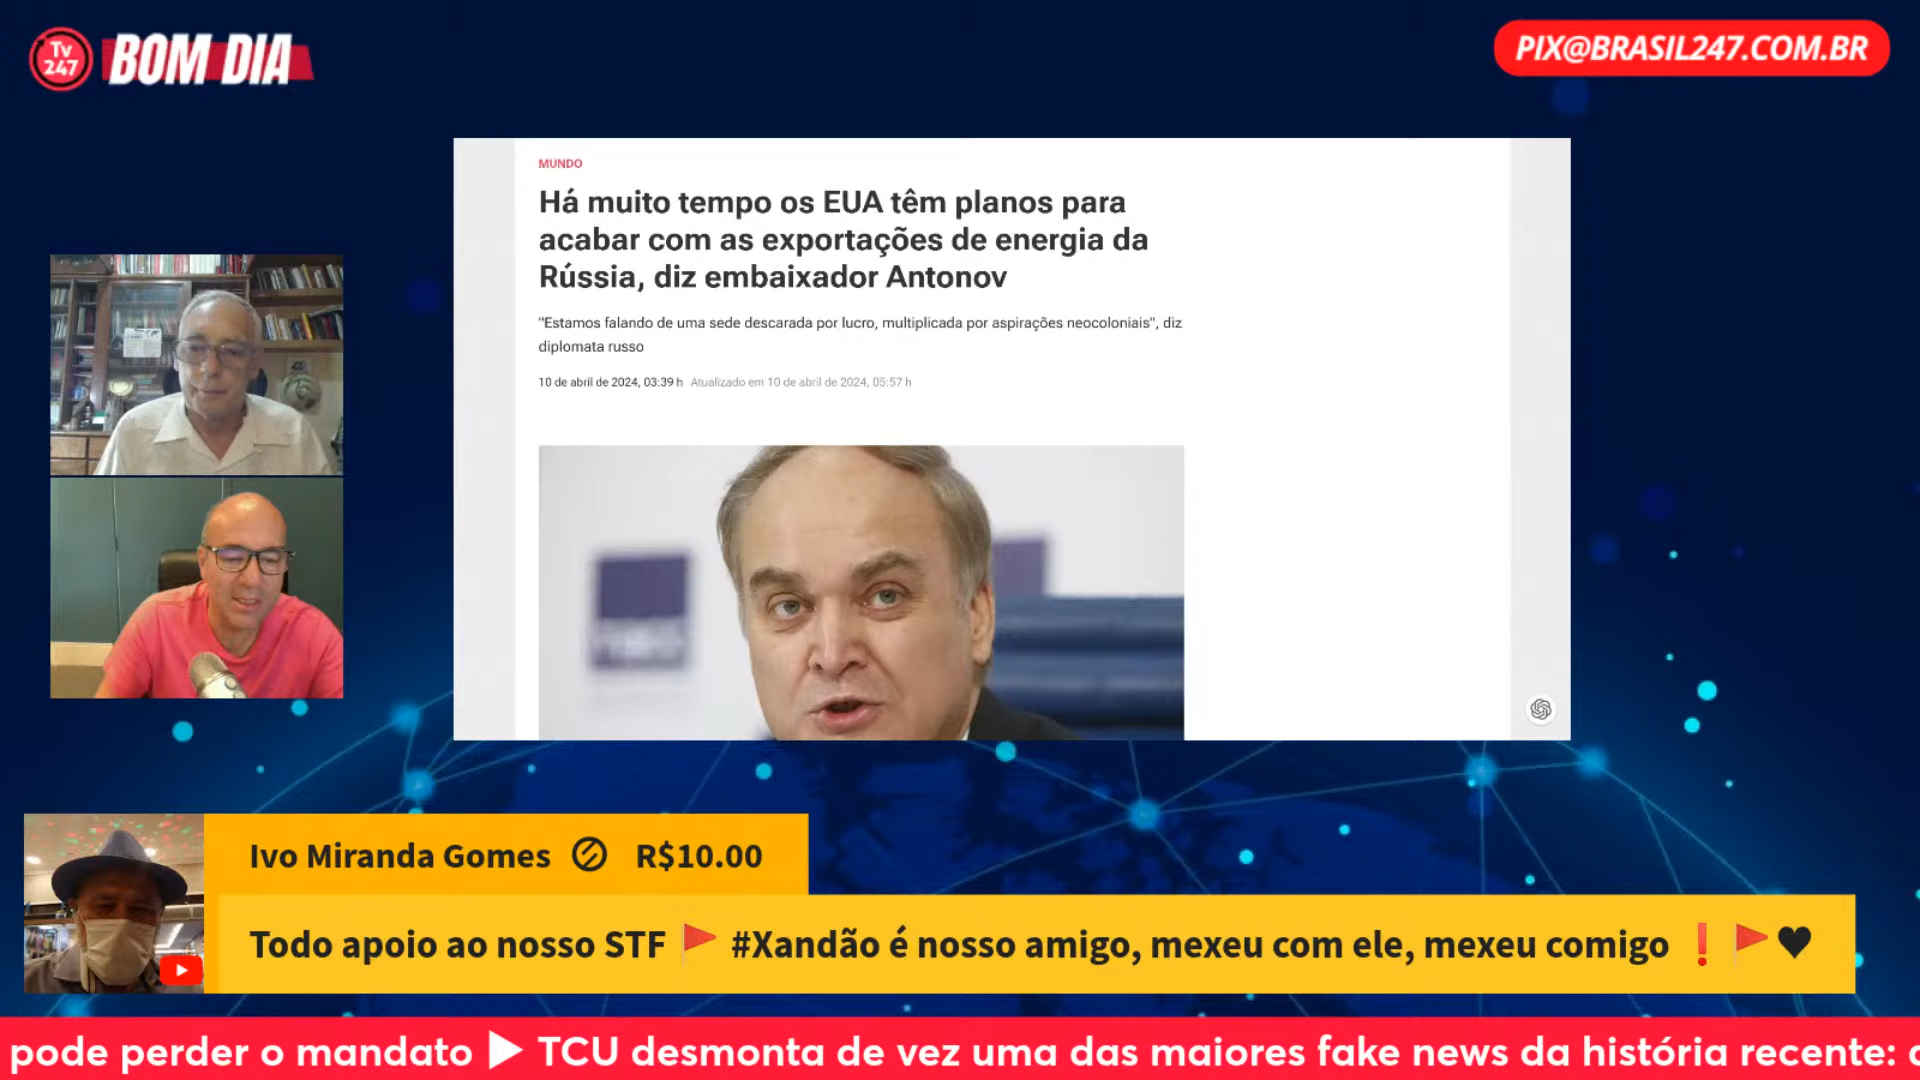 Tv 247 BOM DIA
PIX@BRASIL247.COM.BR
MUNDO
Há muito tempo os EUA têm planos para
acabar com as exportações de energia da
Rússia, diz embaixador Antonov
"Estamos falando de uma sede descarada por lucro, multiplicada por aspirações neocoloniais", diz
diplomata russo
10 de abril de 2024, 03:39 h Atualizado em 10 de abril de 2024, 05:57 h
Ivo Miranda Gomes R$10.00
Todo apoio ao nosso STF 🚩 #Xandão é nosso amigo, mexeu com ele, mexeu comigo ❗🚩🖤
pode perder o mandato ▶ TCU desmonta de vez uma das maiores fake news da história recente: